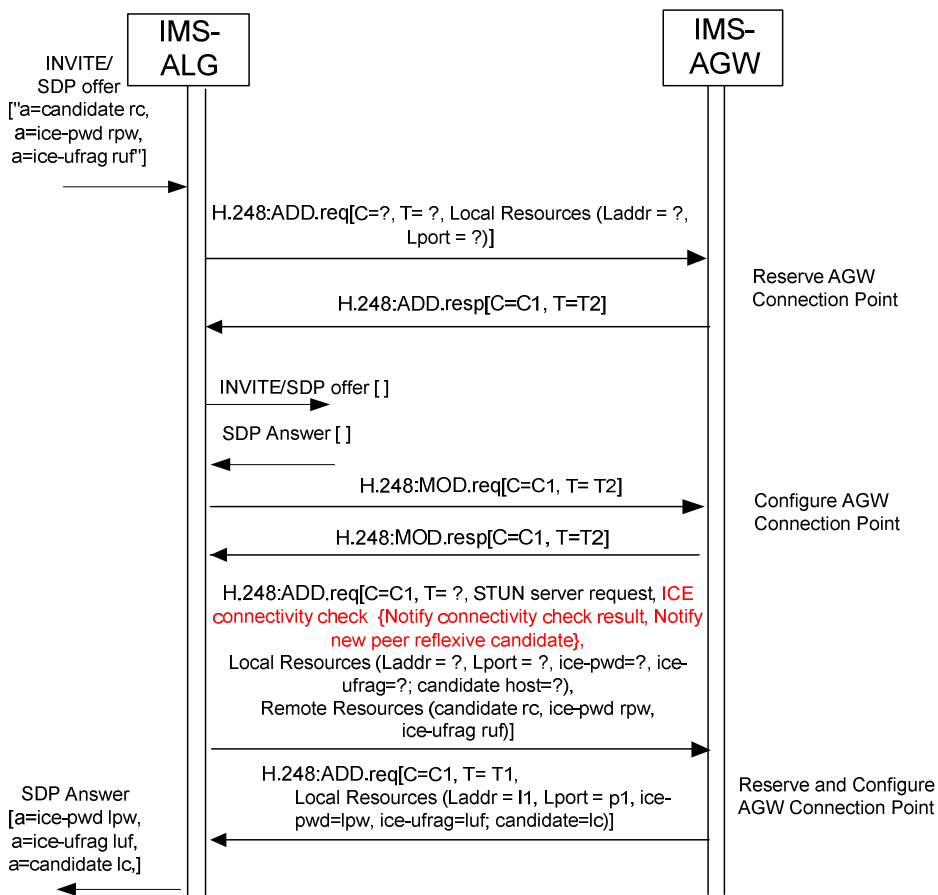 IMS-
ALG
IMS-
AGW
INVITE/
SDP offer
["a=candidate rc,
a=ice-pwd rpw,
a=ice-ufrag ruf"]
H.248:ADD.req[C=?, T= ?, Local Resources (Laddr = ?,
Lport = ?)]
Reserve AGW
Connection Point
H.248:ADD.resp[C=C1, T=T2]
INVITE/SDP offer [ ]
SDP Answer [ ]
H.248:MOD.req[C=C1, T= T2]
Configure AGW
Connection Point
H.248:MOD.resp[C=C1, T=T2]
H.248:ADD.req[C=C1, T= ?, STUN server request, ICE
connectivity check {Notify connectivity check result, Notify
new peer reflexive candidate},
Local Resources (Laddr = ?, Lport = ?, ice-pwd=?, ice-
ufrag=?; candidate host=?),
Remote Resources (candidate rc, ice-pwd rpw,
ice-ufrag ruf)]
H.248:ADD.req[C=C1, T= T1,
Local Resources (Laddr = l1, Lport = p1, ice-
pwd=lpw, ice-ufrag=luf; candidate=lc)]
Reserve and Configure
AGW Connection Point
SDP Answer
[a=ice-pwd lpw,
a=ice-ufrag luf,
a=candidate lc,]